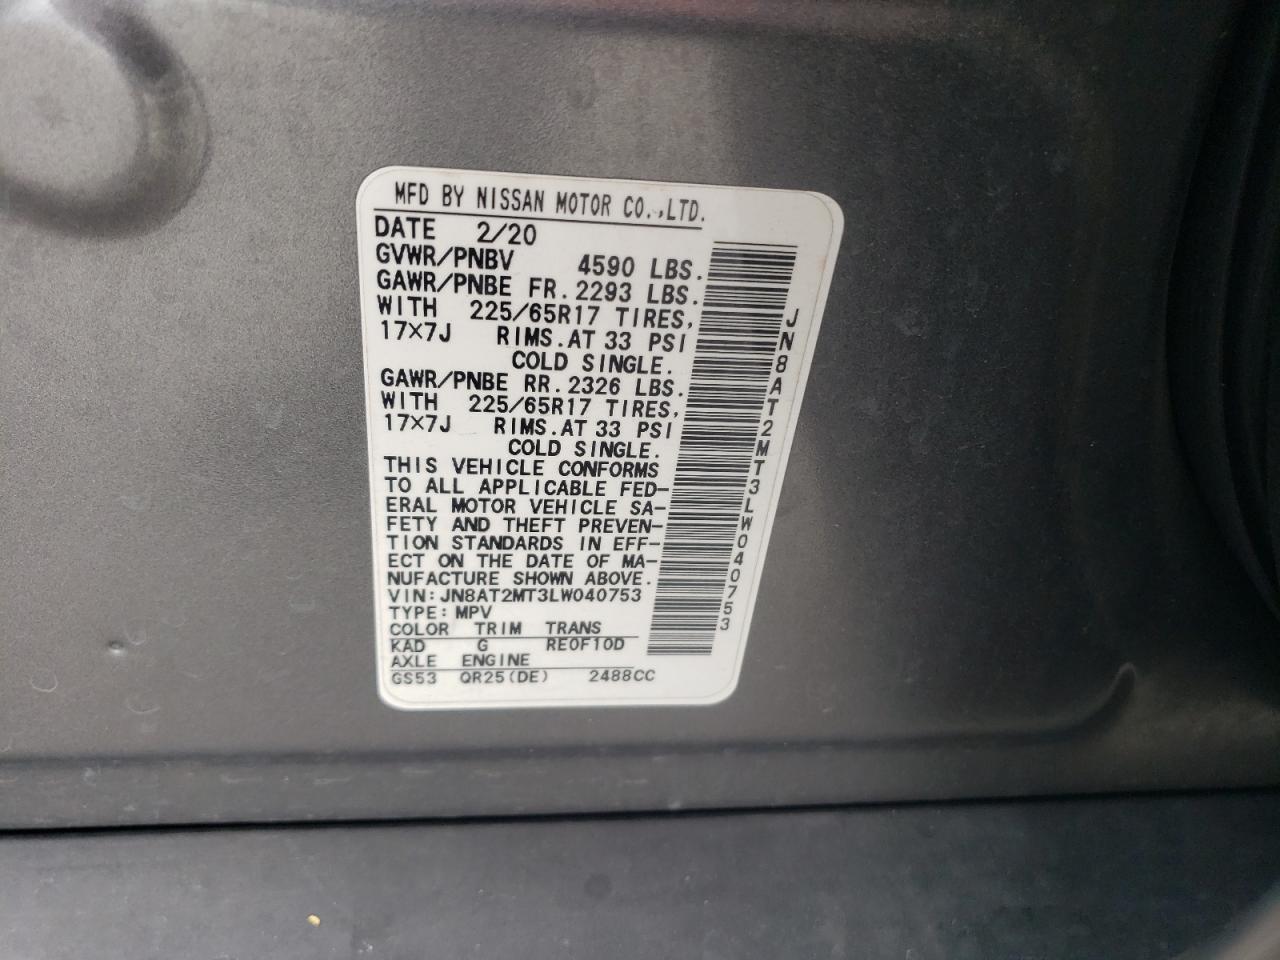 MFD BY NISSAN MOTOR CO.,LTD.
DATE 2/20
GVWR/PNBV 4590 LBS.
GAWR/PNBE FR. 2293 LBS.
WITH 225/65R17 TIRES,
17×7J RIMS. AT 33 PSI
COLD SINGLE.
GAWR/PNBE RR. 2326 LBS.
WITH 225/65R17 TIRES,
17×7J RIMS. AT 33 PSI
COLD SINGLE.
THIS VEHICLE CONFORMS
TO ALL APPLICABLE FED-
ERAL MOTOR VEHICLE SA-
FETY AND THEFT PREVEN-
TION STANDARDS IN EFF-
ECT ON THE DATE OF MA-
NUFACTURE SHOWN ABOVE.
VIN: JN8AT2MT3LW040753
TYPE: MPV
COLOR TRIM TRANS
KAD G RE0F10D
AXLE ENGINE
GS53 QR25(DE) 2488CC
JN8AT2MT3LW040753